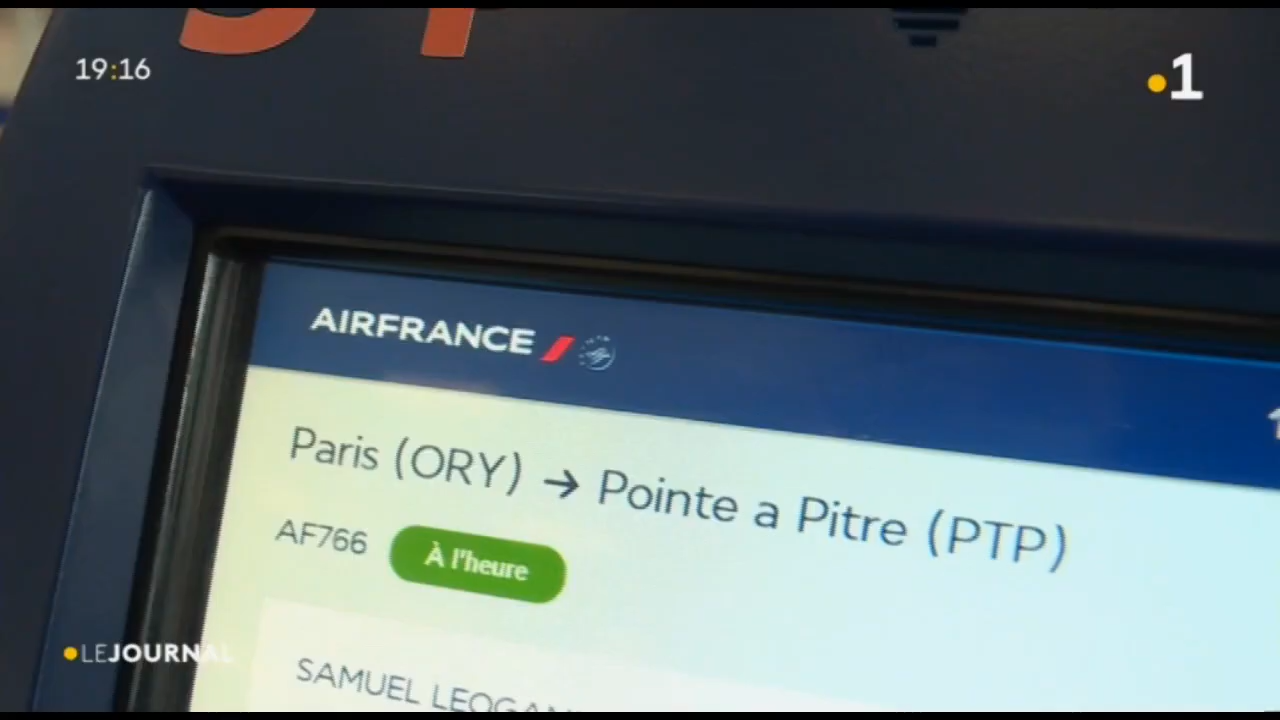 19:16
1
AIRFRANCE
Paris (ORY) → Pointe a Pitre (PTP)
AF766 À l'heure
LEJOURNAL
SAMUEL